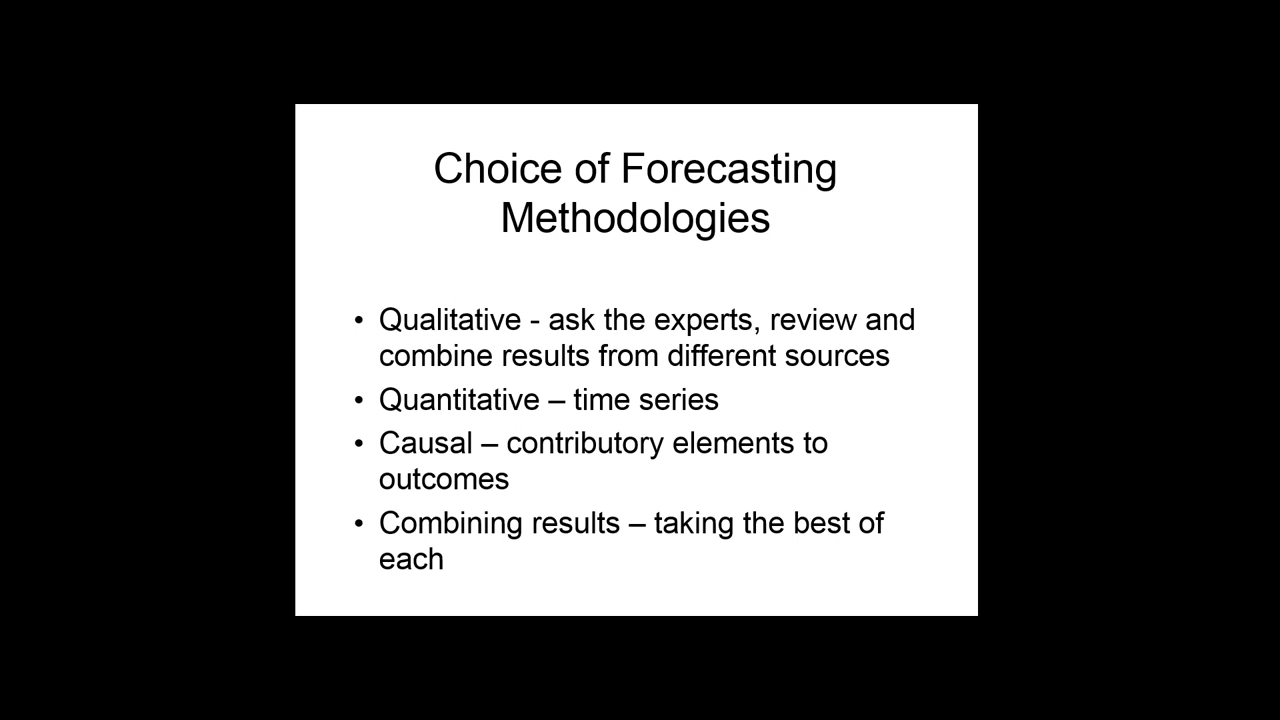 Choice of Forecasting
Methodologies
• Qualitative - ask the experts, review and
combine results from different sources
• Quantitative – time series
• Causal – contributory elements to
outcomes
• Combining results – taking the best of
each